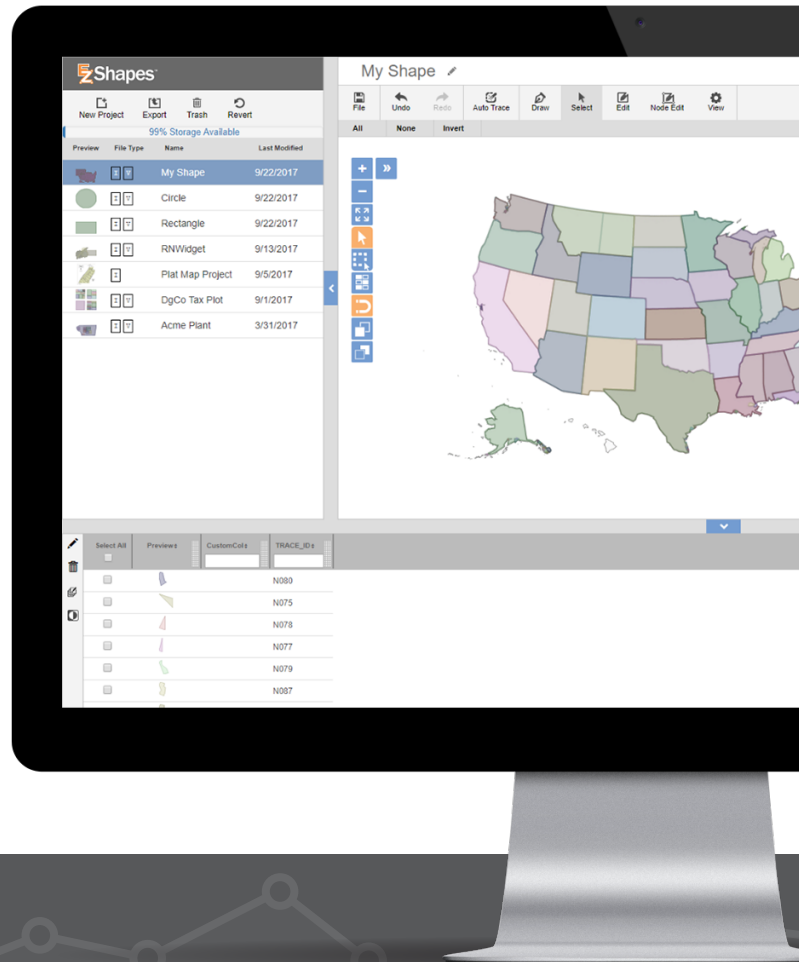 EZShapes
My Shape
New Project Export Trash Revert
File Undo Redo Auto Trace Draw Select Edit Node Edit View
99% Storage Available
All None Invert
Preview File Type Name Last Modified
My Shape 9/22/2017
Circle 9/22/2017
Rectangle 9/22/2017
RNWidget 9/13/2017
Plat Map Project 9/5/2017
DgCo Tax Plot 9/1/2017
Acme Plant 3/31/2017
Select All Preview CustomCol TRACE_ID
N080
N075
N078
N077
N079
N087